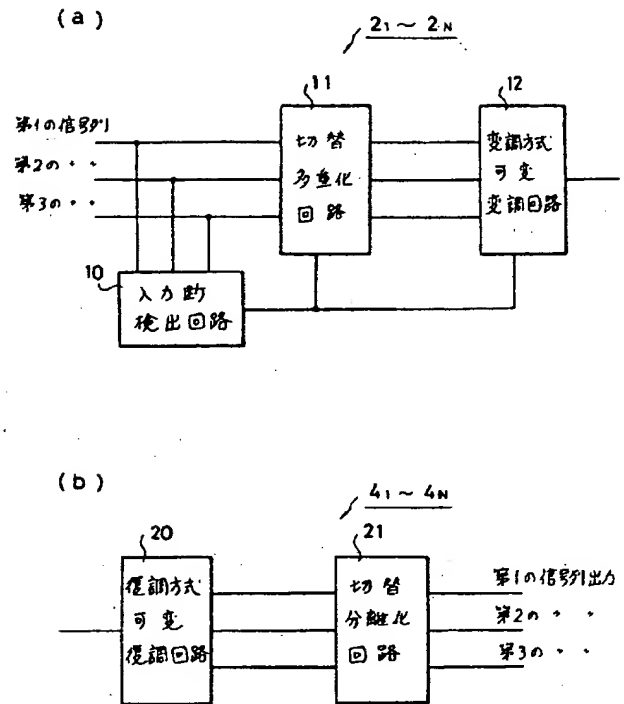 (a)
2₁～2N
11
12
第1の信号列
第2の 〃 〃
第3の 〃 〃
切替
多重化
回路
変調方式
可変
変調回路
10
入力断
検出回路
(b)
4₁～4N
20
21
復調方式
可変
復調回路
切替
分離化
回路
第1の信号列出力
第2の 〃 〃
第3の 〃 〃